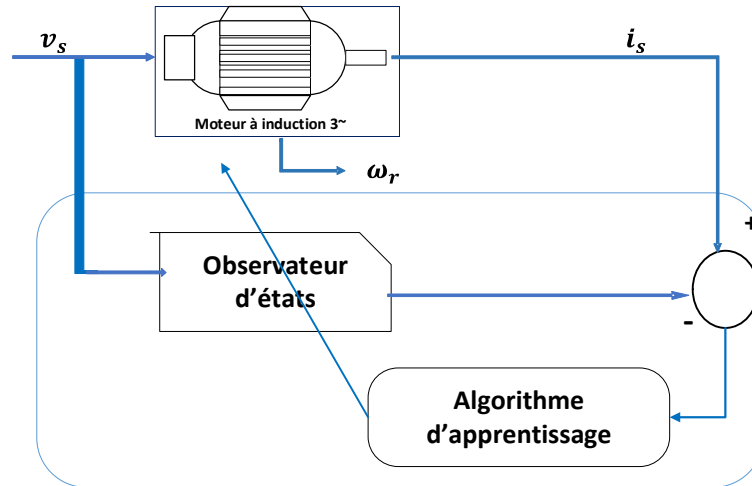 v_s
i_s
Moteur à induction 3~
ω_r
+
Observateur
d'états
-
Algorithme
d'apprentissage